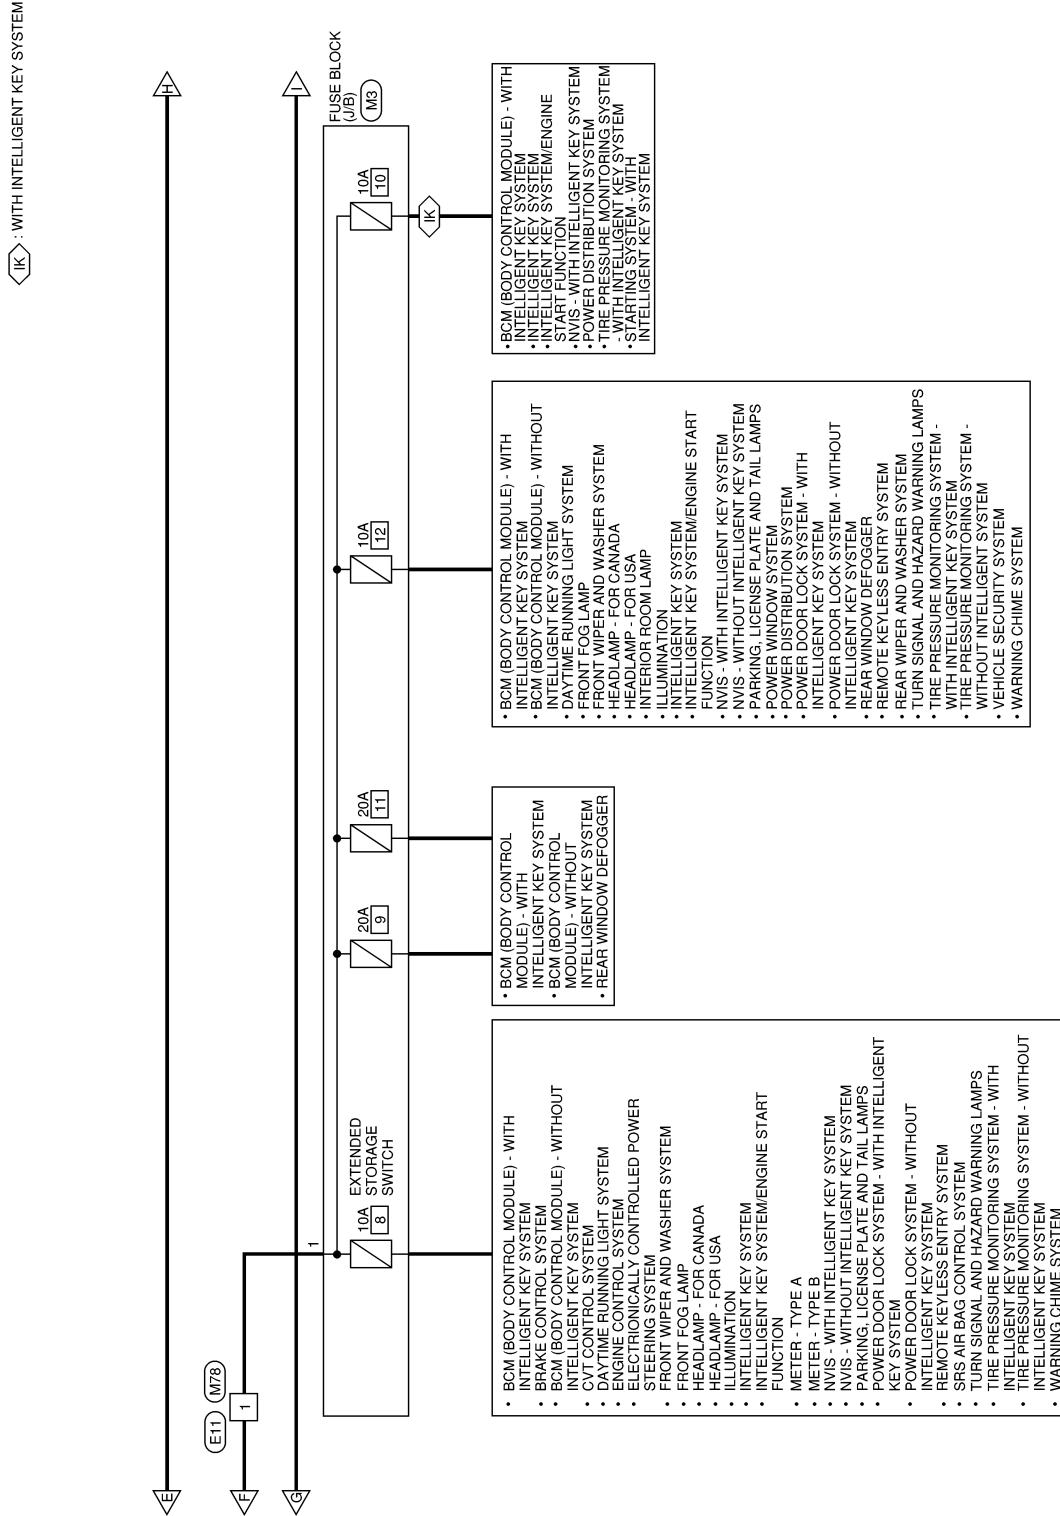 IK : WITH INTELLIGENT KEY SYSTEM
E
H
F
E11
M78
1
G
I
FUSE BLOCK
(J/B)
M3
1
10A
8
EXTENDED
STORAGE
SWITCH
20A
9
20A
11
10A
12
10A
10
IK
• BCM (BODY CONTROL MODULE) - WITH
INTELLIGENT KEY SYSTEM
• BRAKE CONTROL SYSTEM
• BCM (BODY CONTROL MODULE) - WITHOUT
INTELLIGENT KEY SYSTEM
• CVT CONTROL SYSTEM
• DAYTIME RUNNING LIGHT SYSTEM
• ENGINE CONTROL SYSTEM
• ELECTRIONICALLY CONTROLLED POWER
STEERING SYSTEM
• FRONT WIPER AND WASHER SYSTEM
• FRONT FOG LAMP
• HEADLAMP - FOR CANADA
• HEADLAMP - FOR USA
• ILLUMINATION
• INTELLIGENT KEY SYSTEM
• INTELLIGENT KEY SYSTEM/ENGINE START
FUNCTION
• METER - TYPE A
• METER - TYPE B
• NVIS - WITH INTELLIGENT KEY SYSTEM
• NVIS - WITHOUT INTELLIGENT KEY SYSTEM
• PARKING, LICENSE PLATE AND TAIL LAMPS
• POWER DOOR LOCK SYSTEM - WITH INTELLIGENT
KEY SYSTEM
• POWER DOOR LOCK SYSTEM - WITHOUT
INTELLIGENT KEY SYSTEM
• REMOTE KEYLESS ENTRY SYSTEM
• SRS AIR BAG CONTROL SYSTEM
• TURN SIGNAL AND HAZARD WARNING LAMPS
• TIRE PRESSURE MONITORING SYSTEM - WITH
INTELLIGENT KEY SYSTEM
• TIRE PRESSURE MONITORING SYSTEM - WITHOUT
INTELLIGENT KEY SYSTEM
• WARNING CHIME SYSTEM
• BCM (BODY CONTROL
MODULE) - WITH
INTELLIGENT KEY SYSTEM
• BCM (BODY CONTROL
MODULE) - WITHOUT
INTELLIGENT KEY SYSTEM
• REAR WINDOW DEFOGGER
• BCM (BODY CONTROL MODULE) - WITH
INTELLIGENT KEY SYSTEM
• BCM (BODY CONTROL MODULE) - WITHOUT
INTELLIGENT KEY SYSTEM
• DAYTIME RUNNING LIGHT SYSTEM
• FRONT FOG LAMP
• FRONT WIPER AND WASHER SYSTEM
• HEADLAMP - FOR CANADA
• HEADLAMP - FOR USA
• INTERIOR ROOM LAMP
• ILLUMINATION
• INTELLIGENT KEY SYSTEM
• INTELLIGENT KEY SYSTEM/ENGINE START
FUNCTION
• NVIS - WITH INTELLIGENT KEY SYSTEM
• NVIS - WITHOUT INTELLIGENT KEY SYSTEM
• PARKING, LICENSE PLATE AND TAIL LAMPS
• POWER WINDOW SYSTEM
• POWER DISTRIBUTION SYSTEM
• POWER DOOR LOCK SYSTEM - WITH
INTELLIGENT KEY SYSTEM
• POWER DOOR LOCK SYSTEM - WITHOUT
INTELLIGENT KEY SYSTEM
• REAR WINDOW DEFOGGER
• REMOTE KEYLESS ENTRY SYSTEM
• REAR WIPER AND WASHER SYSTEM
• TURN SIGNAL AND HAZARD WARNING LAMPS
• TIRE PRESSURE MONITORING SYSTEM -
WITH INTELLIGENT KEY SYSTEM
• TIRE PRESSURE MONITORING SYSTEM -
WITHOUT INTELLIGENT SYSTEM
• VEHICLE SECURITY SYSTEM
• WARNING CHIME SYSTEM
• BCM (BODY CONTROL MODULE) - WITH
INTELLIGENT KEY SYSTEM
• INTELLIGENT KEY SYSTEM
• INTELLIGENT KEY SYSTEM/ENGINE
START FUNCTION
• NVIS - WITH INTELLIGENT KEY SYSTEM
• POWER DISTRIBUTION SYSTEM
• TIRE PRESSURE MONITORING SYSTEM
- WITH INTELLIGENT KEY SYSTEM
• STARTING SYSTEM - WITH
INTELLIGENT KEY SYSTEM